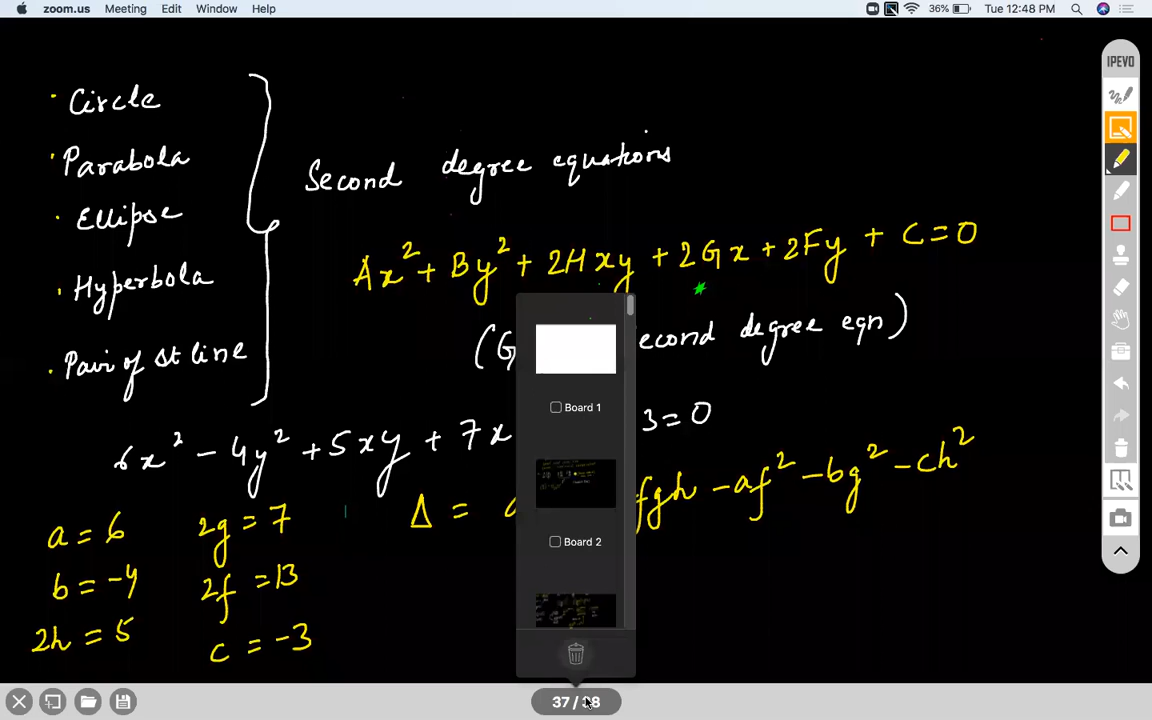 zoom.us Meeting Edit Window Help 36% Tue 12:48 PM
IPEVO
· Circle
· Parabola
· Ellipse
· Hyperbola
· Pair of st line
Second degree equations
Ax² + By² + 2Hxy + 2Gx + 2Fy + C = 0
(G econd degree eqn)
6x² - 4y² + 5xy + 7x 3 = 0
Δ = fgh - af² - bg² - ch²
a = 6 2g = 7
b = -4 2f = 13
2h = 5 c = -3
Board 1
Board 2
37 / 38